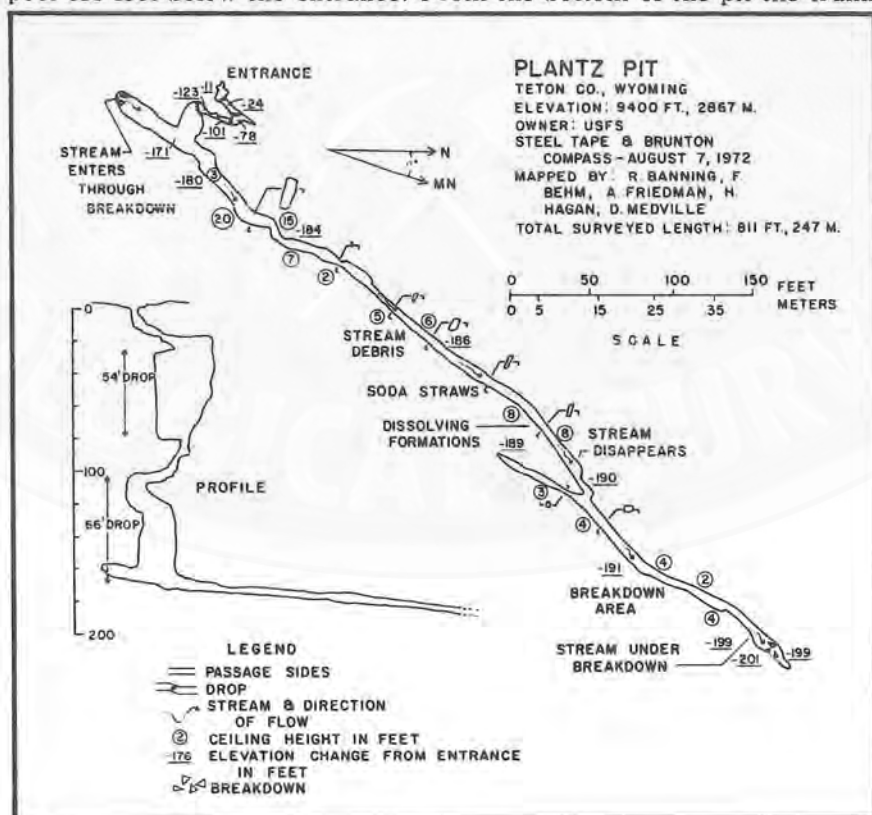 ENTRANCE
-123
-11
-24
-101
-78
-171
STREAM
ENTERS
THROUGH
BREAKDOWN
-180
③
⑳
⑮
-184
⑦
②
N
MN
PLANTZ PIT
TETON CO., WYOMING
ELEVATION: 9400 FT., 2867 M.
OWNER: USFS
STEEL TAPE & BRUNTON
COMPASS - AUGUST 7, 1972
MAPPED BY: R. BANNING, F.
BEHM, A. FRIEDMAN, H.
HAGAN, D. MEDVILLE
TOTAL SURVEYED LENGTH: 811 FT., 247 M.
0 50 100 150 FEET
0 5 15 25 35 METERS
SCALE
⑤
⑥
STREAM
DEBRIS
-186
SODA STRAWS
⑧
DISSOLVING
FORMATIONS
⑧
STREAM
DISAPPEARS
-189
-190
③
④
-191
BREAKDOWN
AREA
④
②
④
STREAM UNDER
BREAKDOWN
-199
-201
-199
0
54' DROP
-100
PROFILE
66' DROP
200
LEGEND
PASSAGE SIDES
DROP
STREAM & DIRECTION
OF FLOW
② CEILING HEIGHT IN FEET
-176 ELEVATION CHANGE FROM ENTRANCE
IN FEET
BREAKDOWN